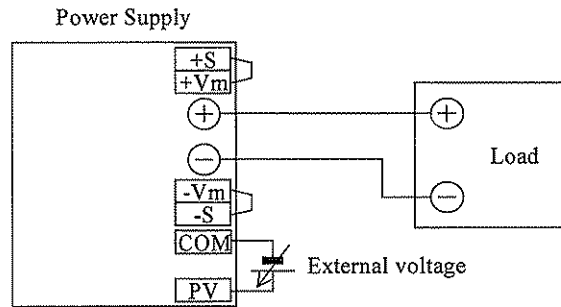 Power Supply
+S
+Vm
+
+
−
Load
-Vm
−
-S
COM
External voltage
PV